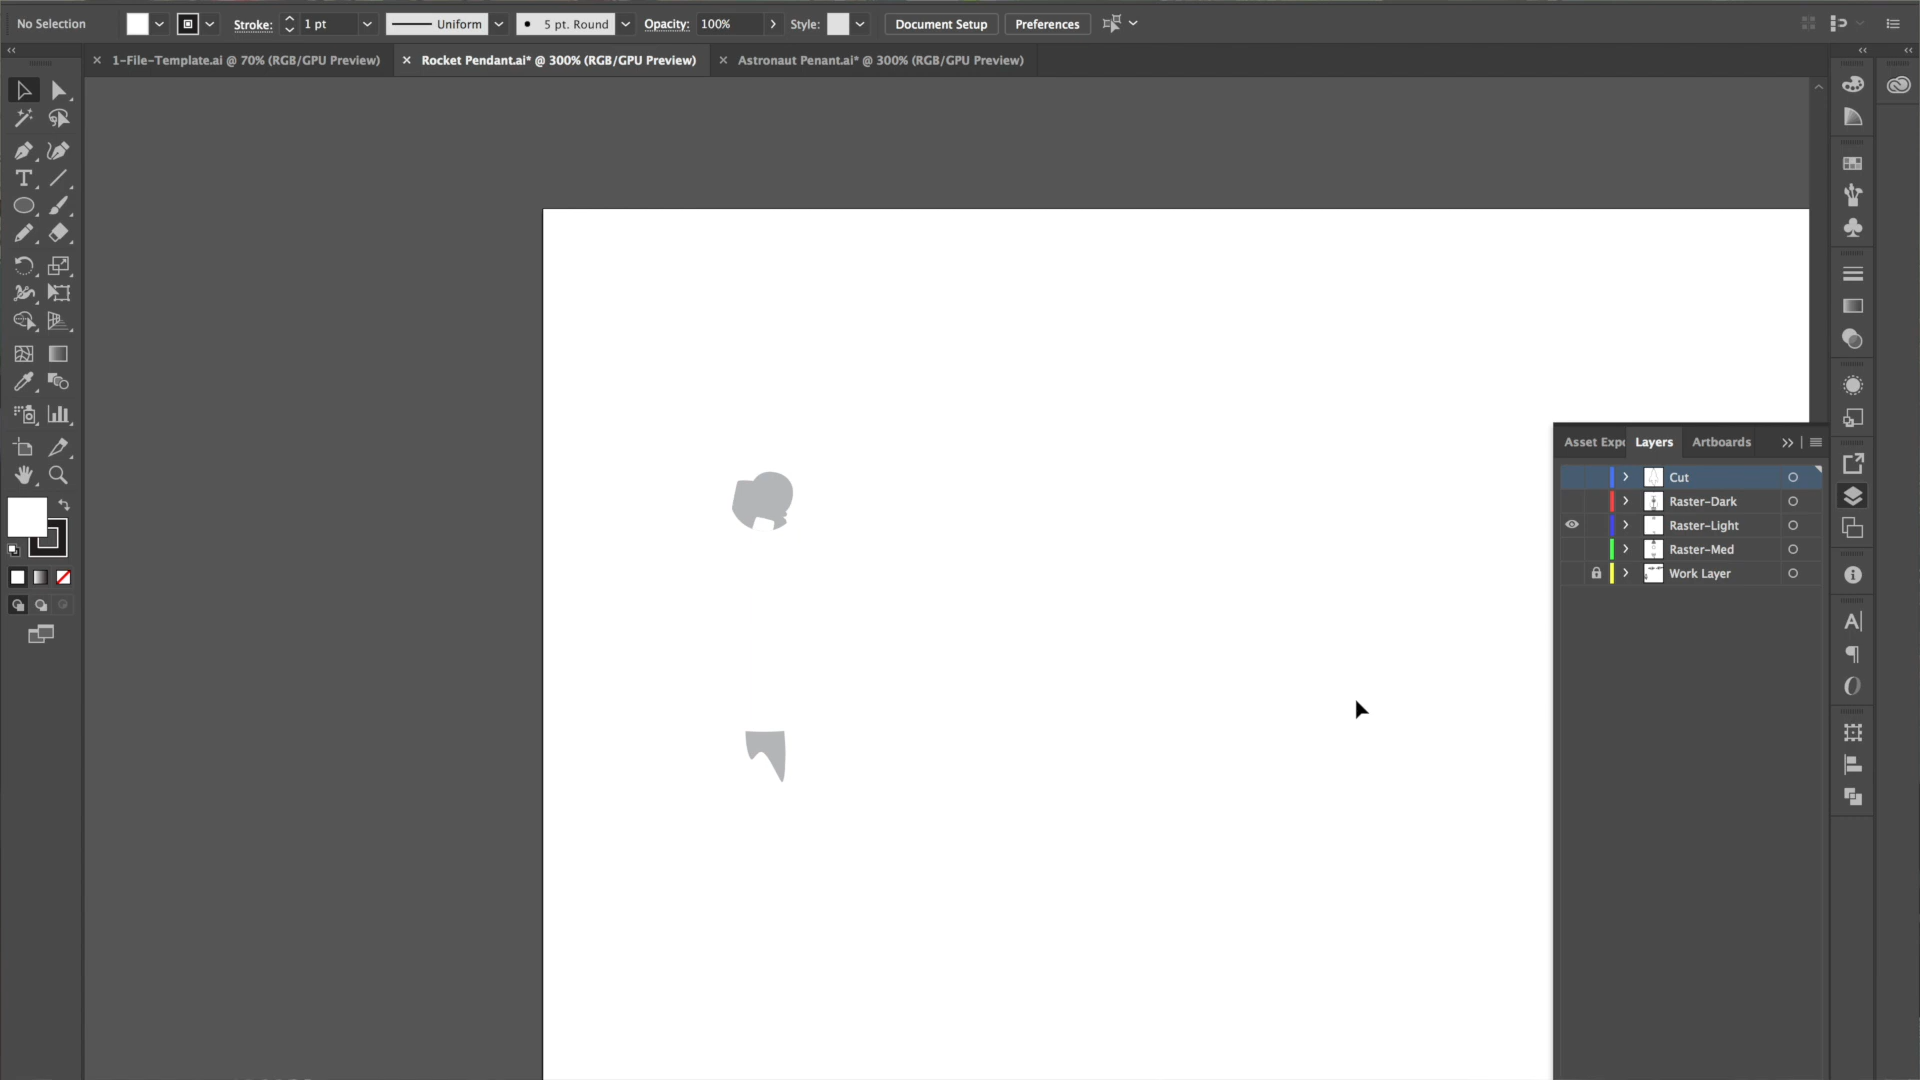 No Selection
Stroke: 1 pt Uniform 5 pt. Round Opacity: 100% Style: Document Setup Preferences
1-File-Template.ai @ 70% (RGB/GPU Preview)
Rocket Pendant.ai* @ 300% (RGB/GPU Preview)
Astronaut Penant.ai* @ 300% (RGB/GPU Preview)
Asset Expo Layers Artboards
Cut
Raster-Dark
Raster-Light
Raster-Med
Work Layer